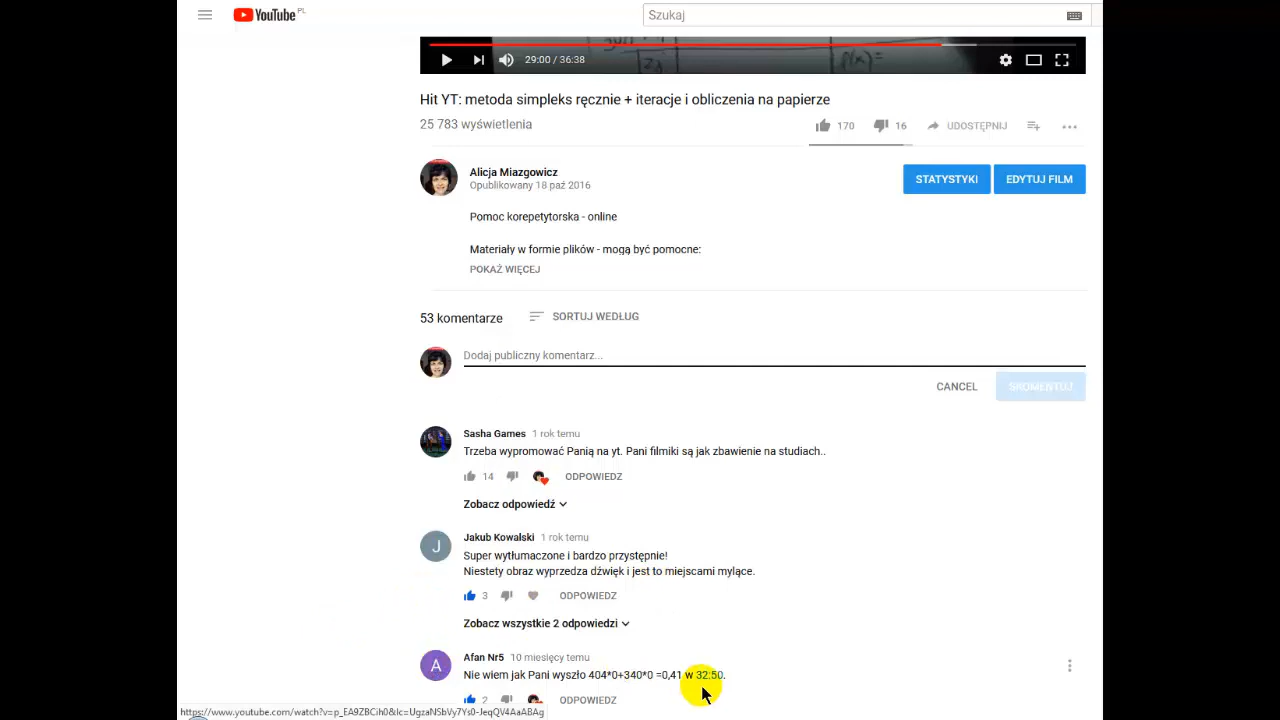 YouTube PL
Szukaj
29:00 / 36:38
Hit YT: metoda simpleks ręcznie + iteracje i obliczenia na papierze
25 783 wyświetlenia
170
16
UDOSTĘPNIJ
Alicja Miazgowicz
Opublikowany 18 paź 2016
STATYSTYKI
EDYTUJ FILM
Pomoc korepetytorska - online
Materiały w formie plików - mogą być pomocne:
POKAŻ WIĘCEJ
53 komentarze
SORTUJ WEDŁUG
Dodaj publiczny komentarz...
CANCEL
SKOMENTUJ
Sasha Games 1 rok temu
Trzeba wypromować Panią na yt. Pani filmiki są jak zbawienie na studiach..
14
ODPOWIEDZ
Zobacz odpowiedź
J
Jakub Kowalski 1 rok temu
Super wytłumaczone i bardzo przystępnie!
Niestety obraz wyprzedza dźwięk i jest to miejscami mylące.
3
ODPOWIEDZ
Zobacz wszystkie 2 odpowiedzi
A
Afan Nr5 10 miesięcy temu
Nie wiem jak Pani wyszło 404*0+340*0 =0,41 w 32:50.
2
ODPOWIEDZ
https://www.youtube.com/watch?v=p_EA9ZBCih0&lc=UgzaNSbVy7Ys0-JeqQV4AaABAg